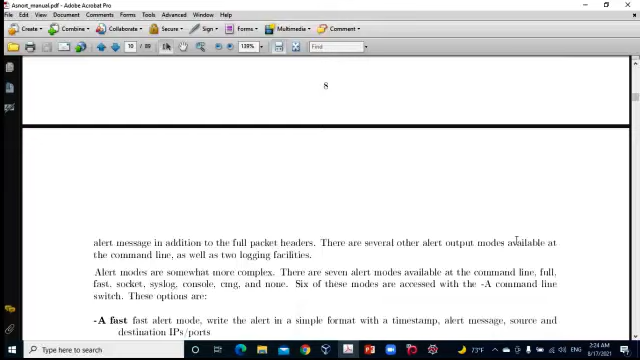 Asnort_manual.pdf - Adobe Acrobat Pro
File Edit View Document Comments Forms Tools Advanced Window Help
Create Combine Collaborate Secure Sign Forms Multimedia Comment
10 / 89 139% Find
8
alert message in addition to the full packet headers. There are several other alert output modes available at
the command line, as well as two logging facilities.
Alert modes are somewhat more complex. There are seven alert modes available at the command line, full,
fast, socket, syslog, console, cmg, and none. Six of these modes are accessed with the -A command line
switch. These options are:
-A fast fast alert mode, write the alert in a simple format with a timestamp, alert message, source and
destination IPs/ports
Type here to search
73°F
2:24 AM
8/17/2021